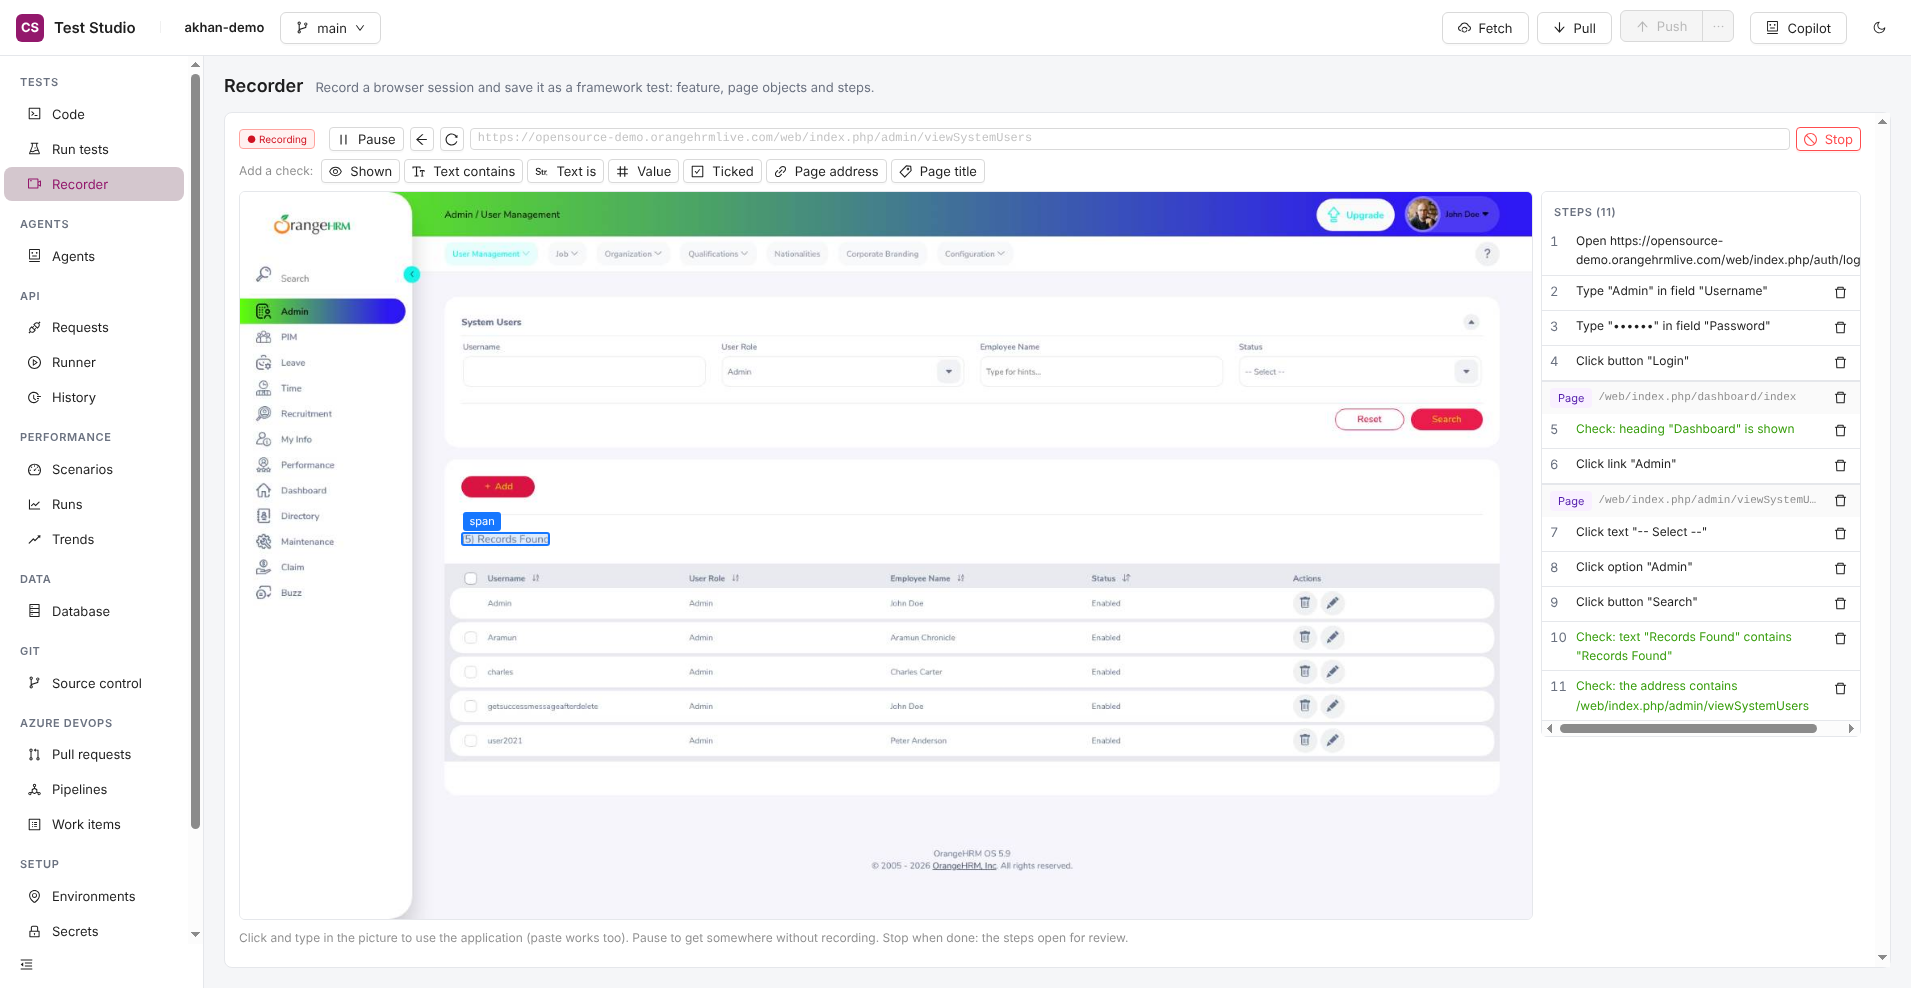 CS Test Studio akhan-demo main Fetch Pull Push ... Copilot
TESTS
Code
Run tests
Recorder
AGENTS
Agents
API
Requests
Runner
History
PERFORMANCE
Scenarios
Runs
Trends
DATA
Database
GIT
Source control
AZURE DEVOPS
Pull requests
Pipelines
Work items
SETUP
Environments
Secrets
Recorder Record a browser session and save it as a framework test: feature, page objects and steps.
Recording Pause https://opensource-demo.orangehrmlive.com/web/index.php/admin/viewSystemUsers Stop
Add a check: Shown Text contains Text is Value Ticked Page address Page title
OrangeHRM
Search
Admin
PIM
Leave
Time
Recruitment
My Info
Performance
Dashboard
Directory
Maintenance
Claim
Buzz
Admin / User Management Upgrade John Doe
User Management Job Organization Qualifications Nationalities Corporate Branding Configuration ?
System Users
Username User Role Employee Name Status
Admin Type for hints... -- Select --
Reset Search
+ Add
span
(5) Records Found
Username User Role Employee Name Status Actions
Admin Admin John Doe Enabled
Aramun Admin Aramun Chronicle Enabled
charles Admin Charles Carter Enabled
getsuccessmessageafterdelete Admin John Doe Enabled
user2021 Admin Peter Anderson Enabled
OrangeHRM OS 5.9
© 2005 - 2026 OrangeHRM, Inc. All rights reserved.
STEPS (11)
1 Open https://opensource-
demo.orangehrmlive.com/web/index.php/auth/log
2 Type "Admin" in field "Username"
3 Type "••••••" in field "Password"
4 Click button "Login"
Page /web/index.php/dashboard/index
5 Check: heading "Dashboard" is shown
6 Click link "Admin"
Page /web/index.php/admin/viewSystemU…
7 Click text "-- Select --"
8 Click option "Admin"
9 Click button "Search"
10 Check: text "Records Found" contains
"Records Found"
11 Check: the address contains
/web/index.php/admin/viewSystemUsers
Click and type in the picture to use the application (paste works too). Pause to get somewhere without recording. Stop when done: the steps open for review.